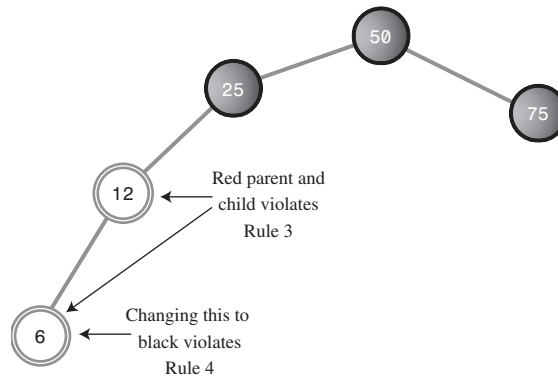 50
25
75
12
Red parent and
child violates
Rule 3
6
Changing this to
black violates
Rule 4